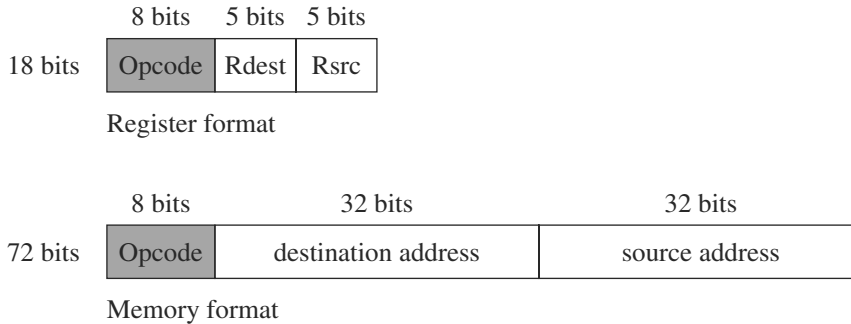 8 bits 5 bits 5 bits
18 bits Opcode Rdest Rsrc
Register format
8 bits 32 bits 32 bits
72 bits Opcode destination address source address
Memory format